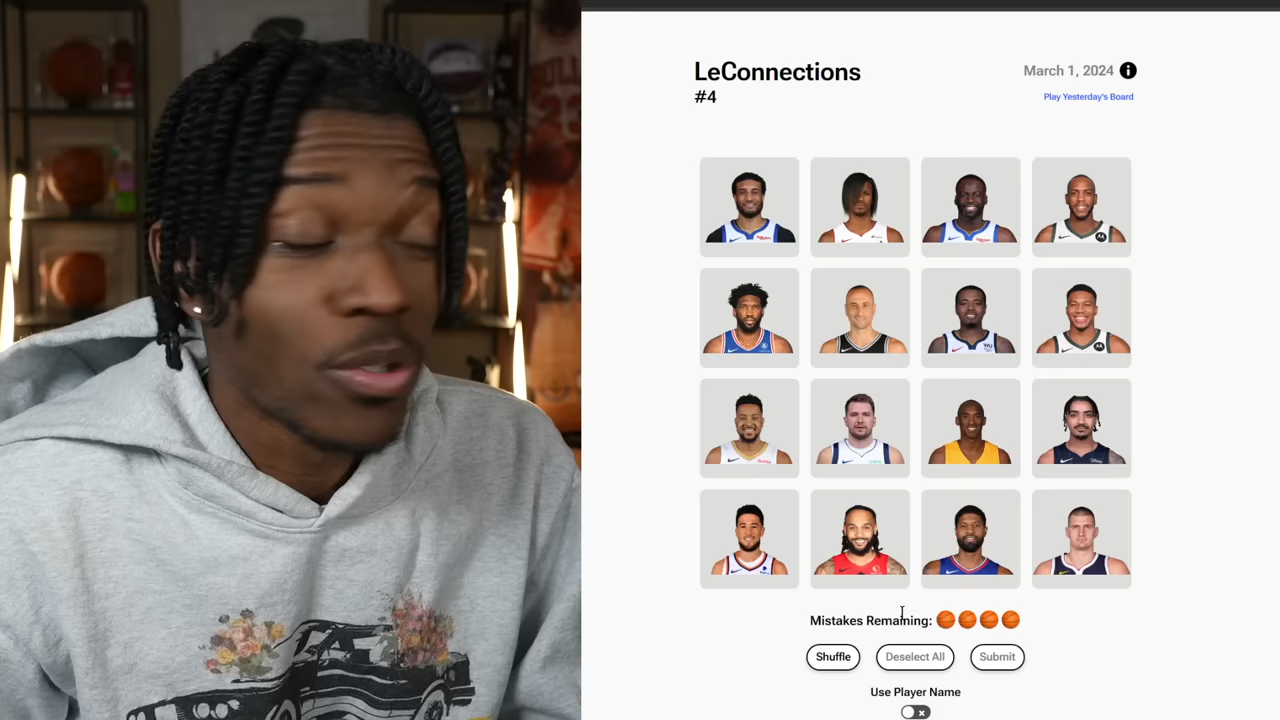 LeConnections
March 1, 2024
#4
Play Yesterday's Board
Mistakes Remaining:
Shuffle
Deselect All
Submit
Use Player Name